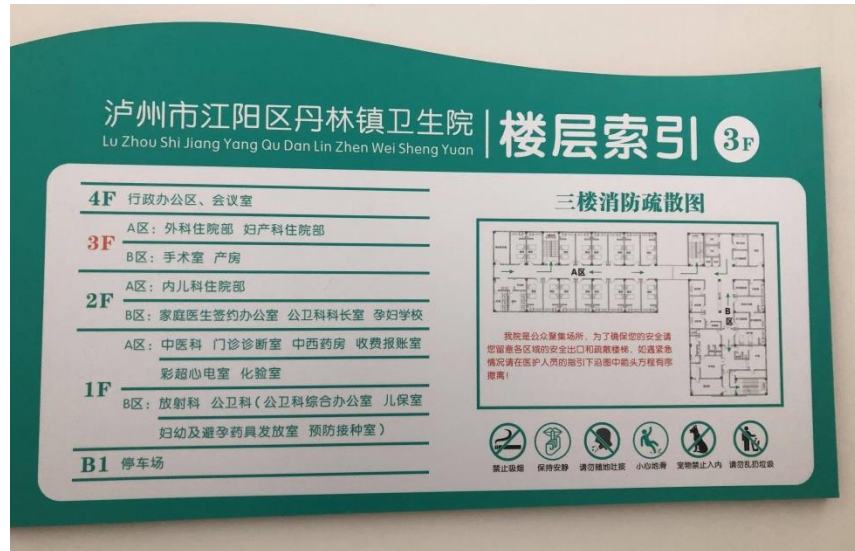 泸州市江阳区丹林镇卫生院
Lu Zhou Shi Jiang Yang Qu Dan Lin Zhen Wei Sheng Yuan
楼层索引 3F
4F 行政办公区、会议室
3F
A区：外科住院部 妇产科住院部
B区：手术室 产房
2F
A区：内儿科住院部
B区：家庭医生签约办公室 公卫科科长室 孕妇学校
1F
A区：中医科 门诊诊断室 中西药房 收费报账室
彩超心电室 化验室
B区：放射科 公卫科（公卫科综合办公室 儿保室
妇幼及避孕药具发放室 预防接种室）
B1 停车场
三楼消防疏散图
A区
B
区
我院是公众聚集场所，为了确保您的安全请
您留意各区域的安全出口和疏散楼梯，如遇紧急
情况请在医护人员的指引下沿图中箭头方程有序
撤离！
禁止吸烟
保持安静
请勿随地吐痰
小心地滑
宠物禁止入内
请勿乱扔垃圾